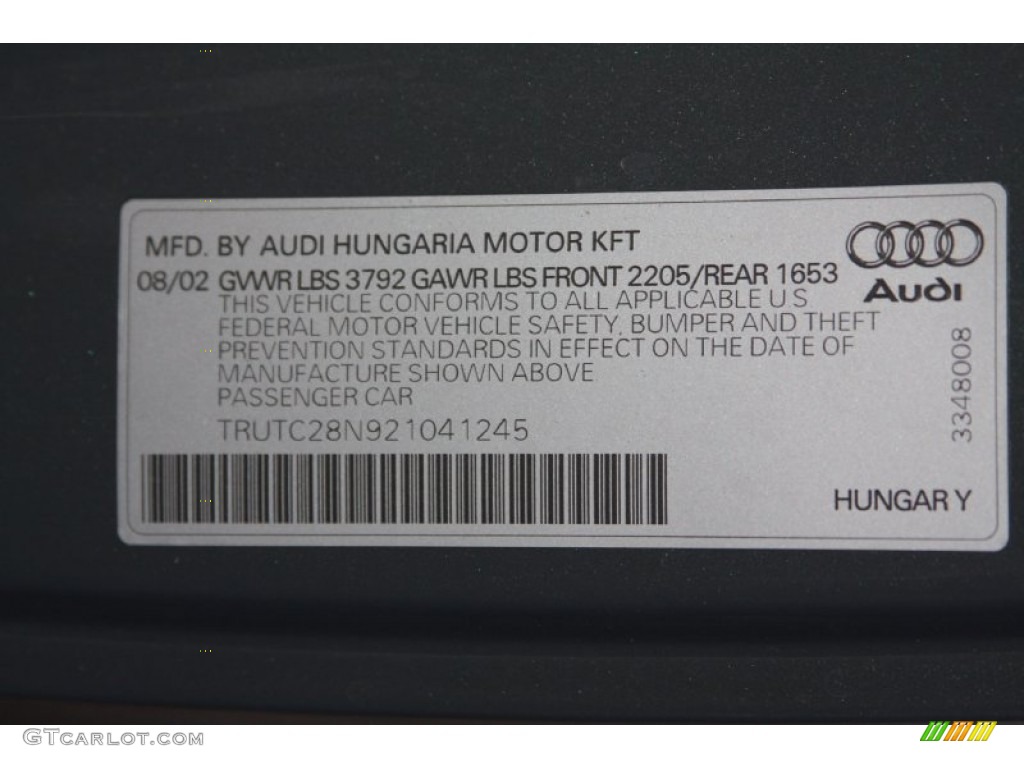 MFD. BY AUDI HUNGARIA MOTOR KFT
08/02 GVWR LBS 3792 GAWR LBS FRONT 2205/REAR 1653
THIS VEHICLE CONFORMS TO ALL APPLICABLE U S
FEDERAL MOTOR VEHICLE SAFETY, BUMPER AND THEFT
PREVENTION STANDARDS IN EFFECT ON THE DATE OF
MANUFACTURE SHOWN ABOVE
PASSENGER CAR
TRUTC28N921041245
Audi
3348008
HUNGARY
GTCARLOT.COM